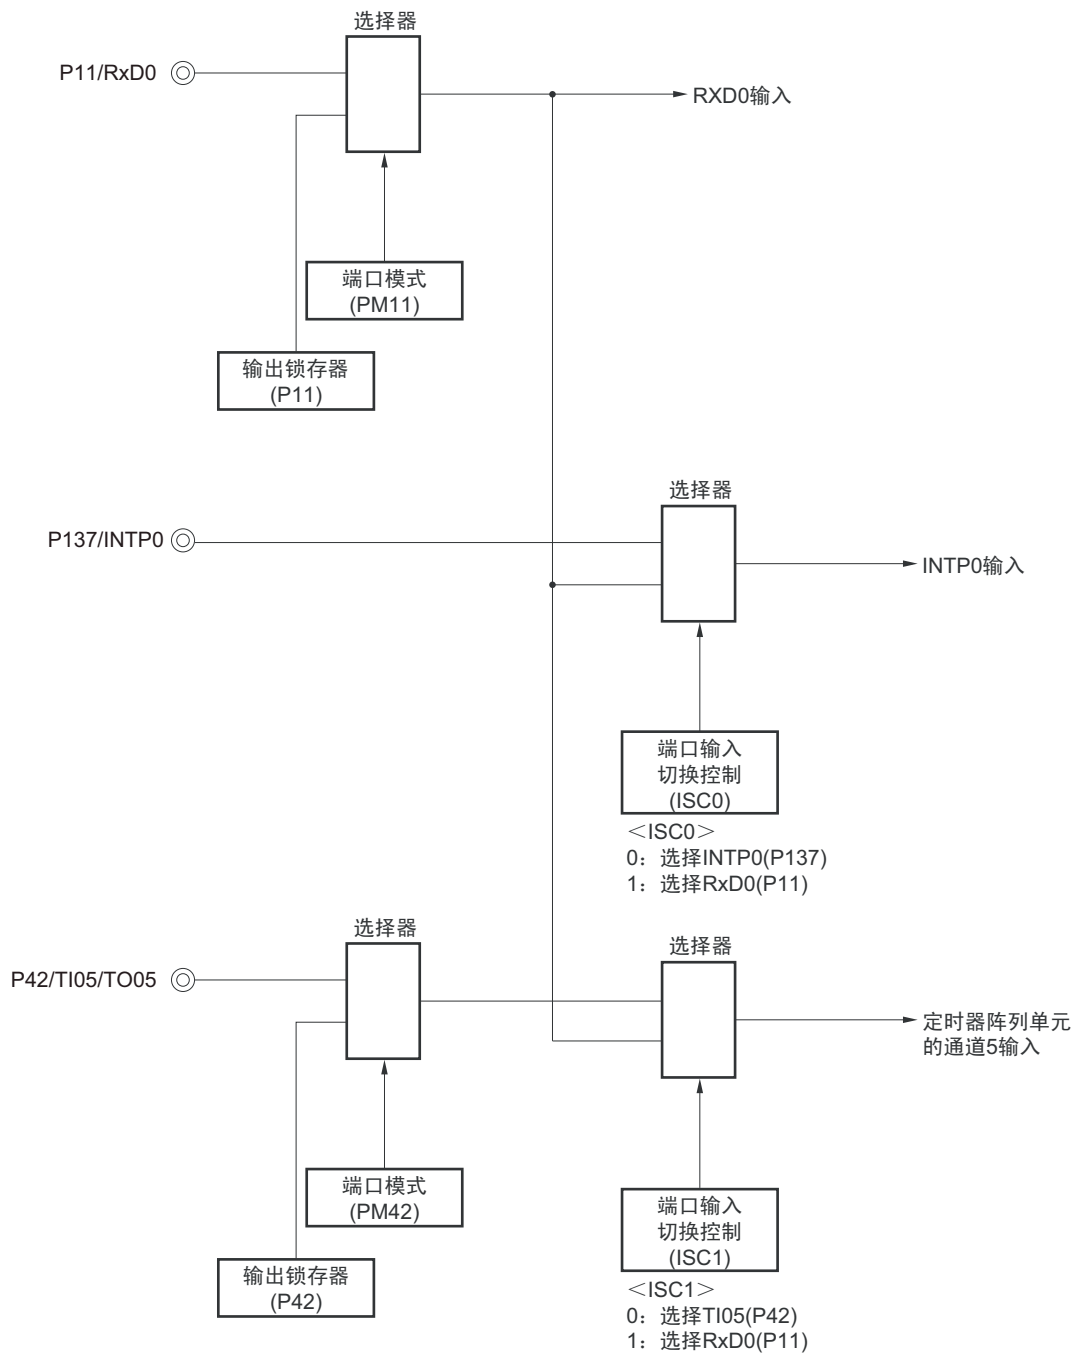 选择器
P11/RxD0
RXD0输入
端口模式
(PM11)
输出锁存器
(P11)
选择器
P137/INTP0
INTP0输入
端口输入
切换控制
(ISC0)
＜ISC0＞
0：选择INTP0(P137)
1：选择RxD0(P11)
选择器
选择器
P42/TI05/TO05
定时器阵列单元
的通道5输入
端口模式
(PM42)
端口输入
切换控制
(ISC1)
输出锁存器
(P42)
＜ISC1＞
0：选择TI05(P42)
1：选择RxD0(P11)